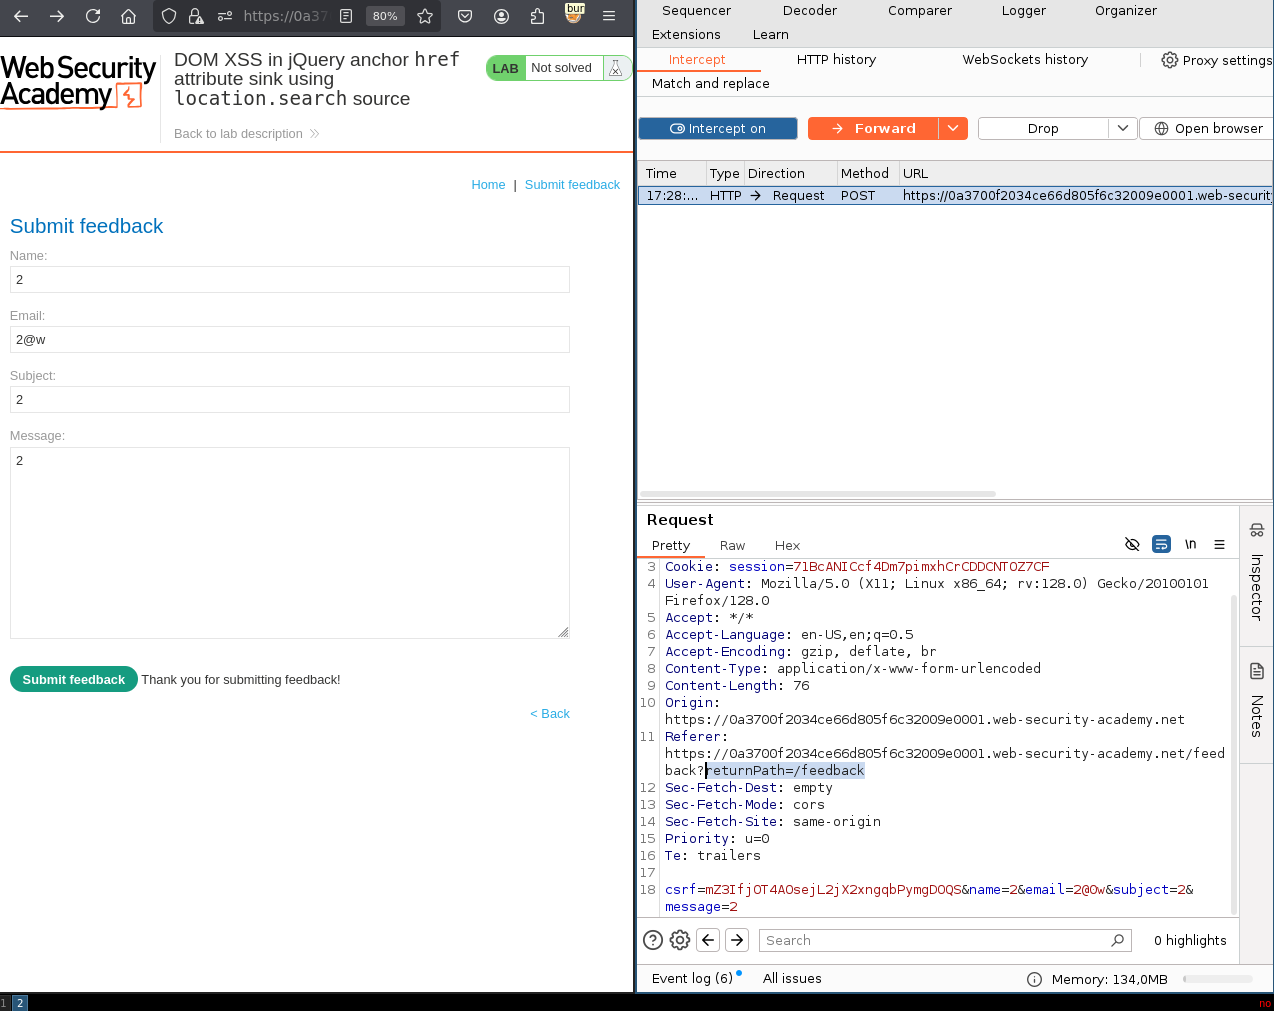 https://0a37
80%
bur
Web Security
Academy
DOM XSS in jQuery anchor href
attribute sink using
location.search source
Back to lab description
LAB Not solved
Home | Submit feedback
Submit feedback
Name:
2
Email:
2@w
Subject:
2
Message:
2
Submit feedback Thank you for submitting feedback!
< Back
Sequencer Decoder Comparer Logger Organizer
Extensions Learn
Intercept HTTP history WebSockets history Proxy settings
Match and replace
Intercept on Forward Drop Open browser
Time Type Direction Method URL
17:28:... HTTP → Request POST https://0a3700f2034ce66d805f6c32009e0001.web-securit
Request
Pretty Raw Hex \n
3 Cookie: session=71BcANICcf4Dm7pimxhCrCDDCNTOZ7CF
4 User-Agent: Mozilla/5.0 (X11; Linux x86_64; rv:128.0) Gecko/20100101
Firefox/128.0
5 Accept: */*
6 Accept-Language: en-US,en;q=0.5
7 Accept-Encoding: gzip, deflate, br
8 Content-Type: application/x-www-form-urlencoded
9 Content-Length: 76
10 Origin:
https://0a3700f2034ce66d805f6c32009e0001.web-security-academy.net
11 Referer:
https://0a3700f2034ce66d805f6c32009e0001.web-security-academy.net/feed
back?returnPath=/feedback
12 Sec-Fetch-Dest: empty
13 Sec-Fetch-Mode: cors
14 Sec-Fetch-Site: same-origin
15 Priority: u=0
16 Te: trailers
17
18 csrf=mZ3IfjOT4AOsejL2jX2xngqbPymgDOQS&name=2&email=2@0w&subject=2&
message=2
Inspector
Notes
Search
0 highlights
Event log (6) All issues
Memory: 134,0MB
1 2
no